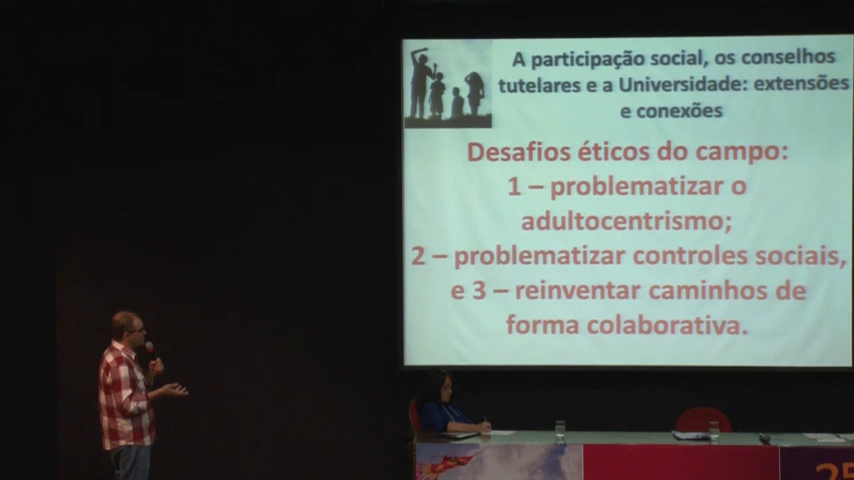 A participação social, os conselhos
tutelares e a Universidade: extensões
e conexões
Desafios éticos do campo:
1 – problematizar o
adultocentrismo;
2 – problematizar controles sociais,
e 3 – reinventar caminhos de
forma colaborativa.
25